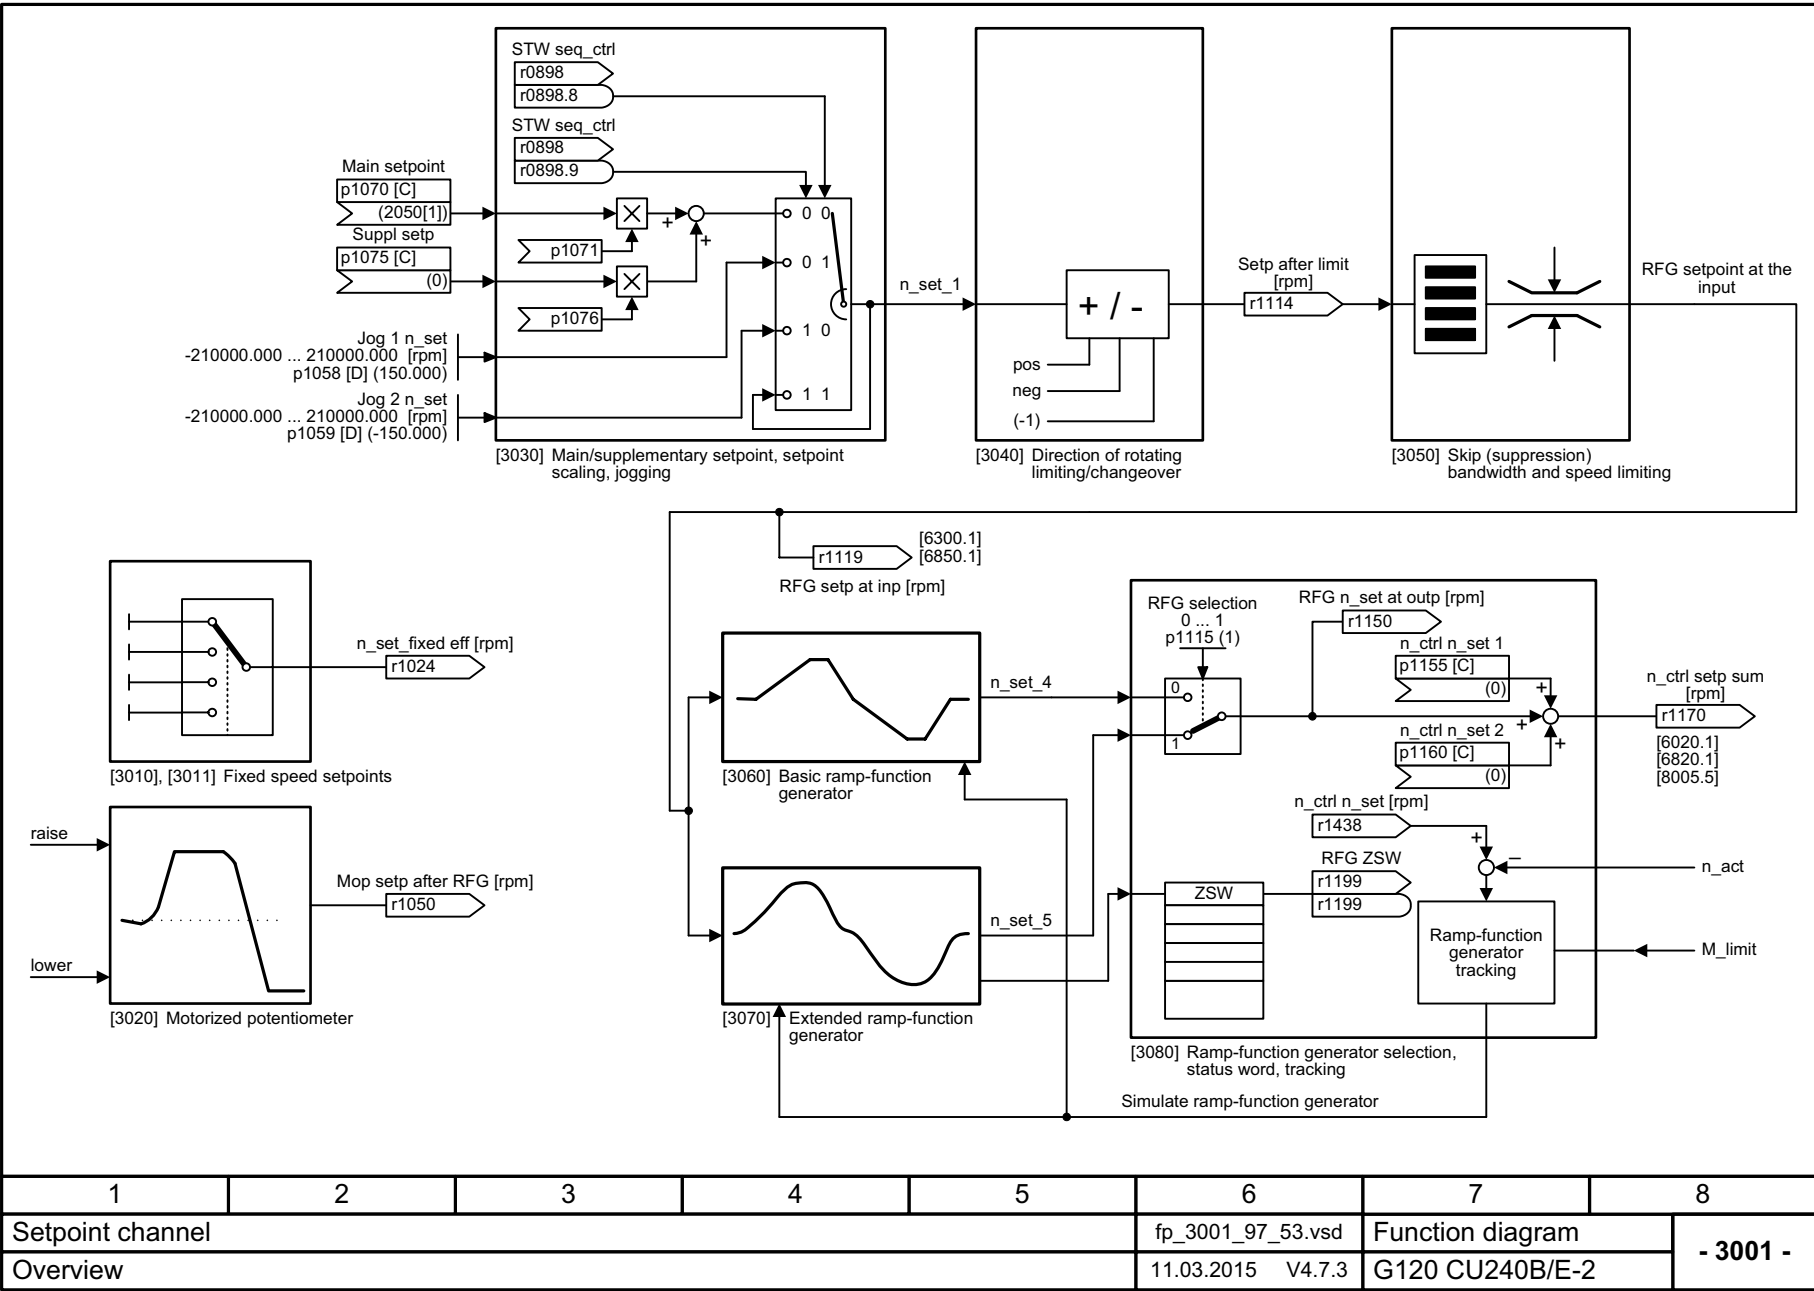 STW seq_ctrl
r0898
r0898.8
STW seq_ctrl
r0898
r0898.9
Main setpoint
p1070 [C]
(2050[1])
Suppl setp
p1075 [C]
(0)
p1071
p1076
+
+
0 0
0 1
1 0
1 1
Jog 1 n_set
-210000.000 ... 210000.000 [rpm]
p1058 [D] (150.000)
Jog 2 n_set
-210000.000 ... 210000.000 [rpm]
p1059 [D] (-150.000)
[3030] Main/supplementary setpoint, setpoint
scaling, jogging
n_set_1
+ / -
pos
neg
(-1)
[3040] Direction of rotating
limiting/changeover
Setp after limit
[rpm]
r1114
[3050] Skip (suppression)
bandwidth and speed limiting
RFG setpoint at the
input
r1119
[6300.1]
[6850.1]
RFG setp at inp [rpm]
n_set_fixed eff [rpm]
r1024
[3010], [3011] Fixed speed setpoints
raise
lower
Mop setp after RFG [rpm]
r1050
[3020] Motorized potentiometer
n_set_4
[3060] Basic ramp-function
generator
n_set_5
[3070] Extended ramp-function
generator
RFG selection
0 ... 1
p1115 (1)
0
1
RFG n_set at outp [rpm]
r1150
n_ctrl n_set 1
p1155 [C]
(0)
+
+
n_ctrl n_set 2
p1160 [C]
(0)
+
n_ctrl setp sum
[rpm]
r1170
[6020.1]
[6820.1]
[8005.5]
n_ctrl n_set [rpm]
r1438
+
–
n_act
RFG ZSW
r1199
r1199
ZSW
Ramp-function
generator
tracking
M_limit
[3080] Ramp-function generator selection,
status word, tracking
Simulate ramp-function generator
1 2 3 4 5 6 7 8
Setpoint channel
fp_3001_97_53.vsd
Function diagram
- 3001 -
Overview
11.03.2015 V4.7.3
G120 CU240B/E-2